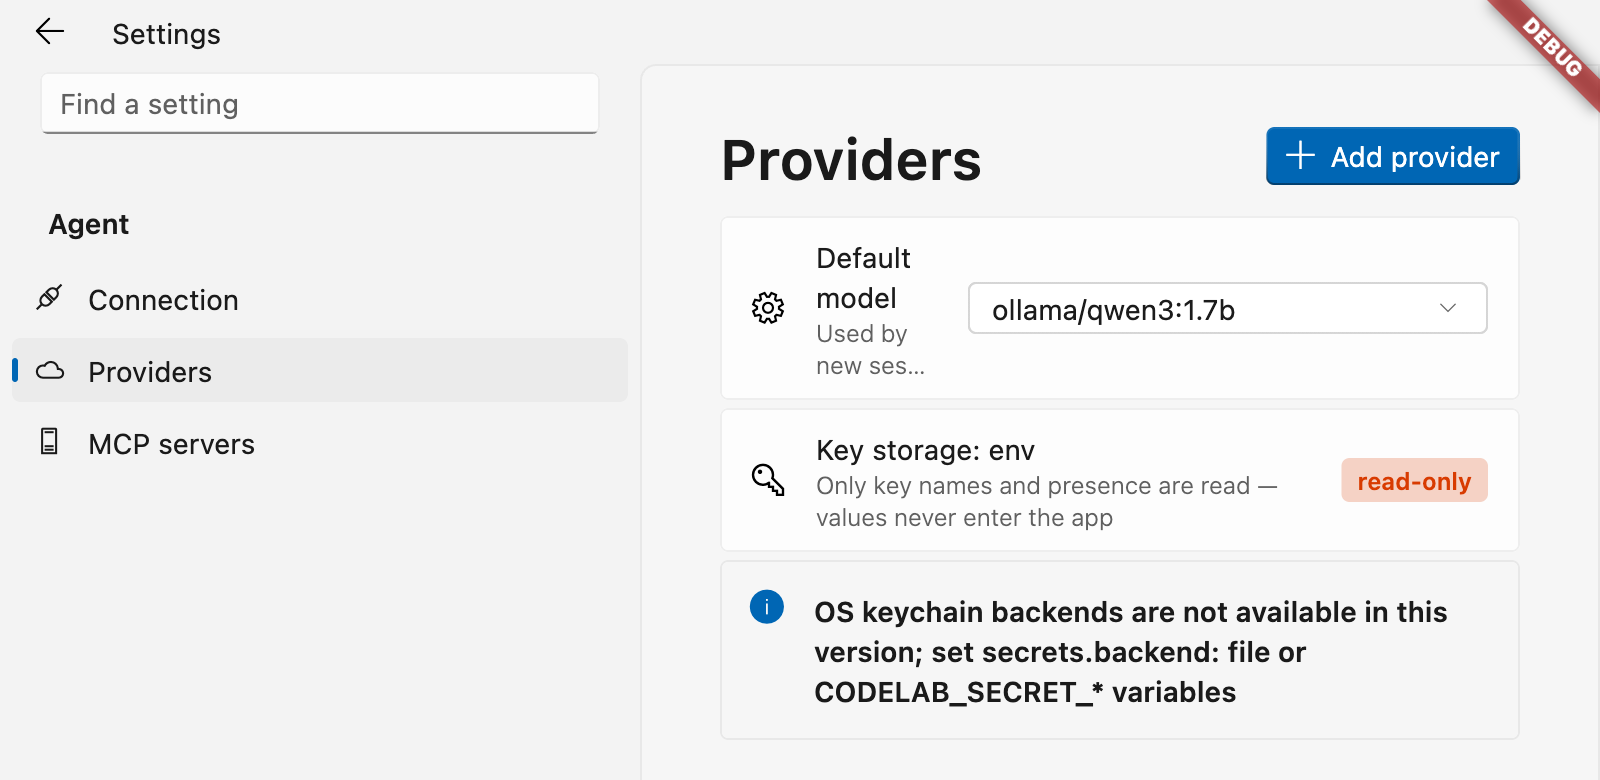 Settings
DEBUG
Find a setting
Agent
Connection
Providers
MCP servers
Providers
Add provider
Default
model
Used by
new ses...
ollama/qwen3:1.7b
Key storage: env
Only key names and presence are read —
values never enter the app
read-only
OS keychain backends are not available in this
version; set secrets.backend: file or
CODELAB_SECRET_* variables